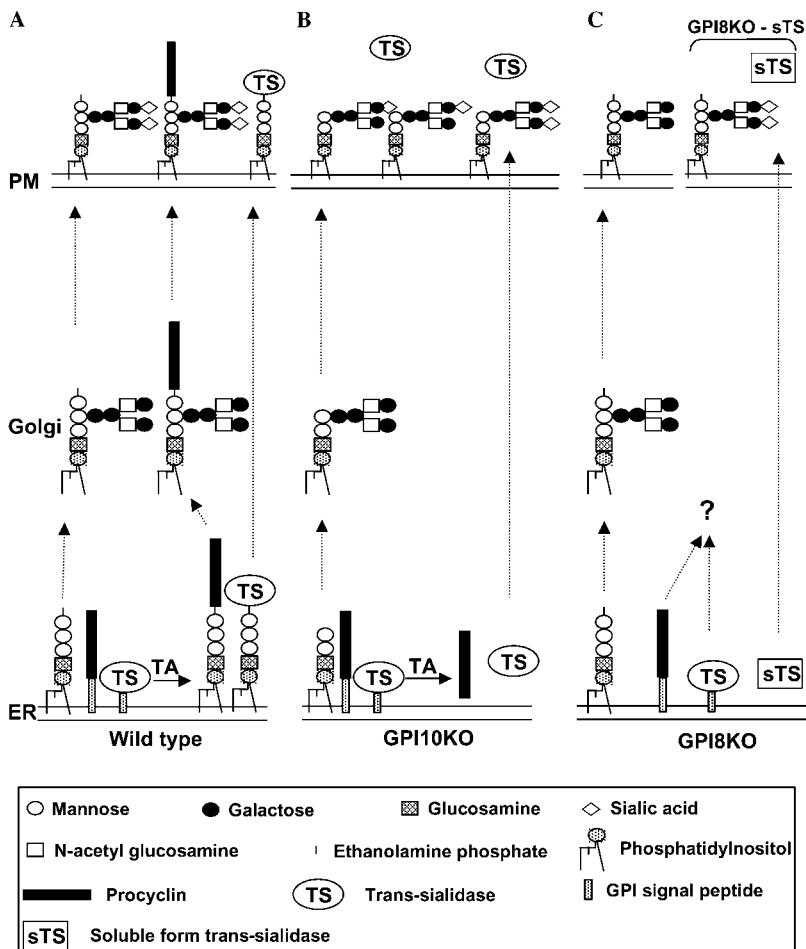 A
B
C
GPI8KO - sTS
TS
TS
TS
sTS
PM
Golgi
?
TS
TS
TA
TS
TA
TS
TS
sTS
ER
Wild type
GPI10KO
GPI8KO
Mannose
Galactose
Glucosamine
Sialic acid
N-acetyl glucosamine
Ethanolamine phosphate
Phosphatidylnositol
Procyclin
TS
Trans-sialidase
GPI signal peptide
sTS
Soluble form trans-sialidase